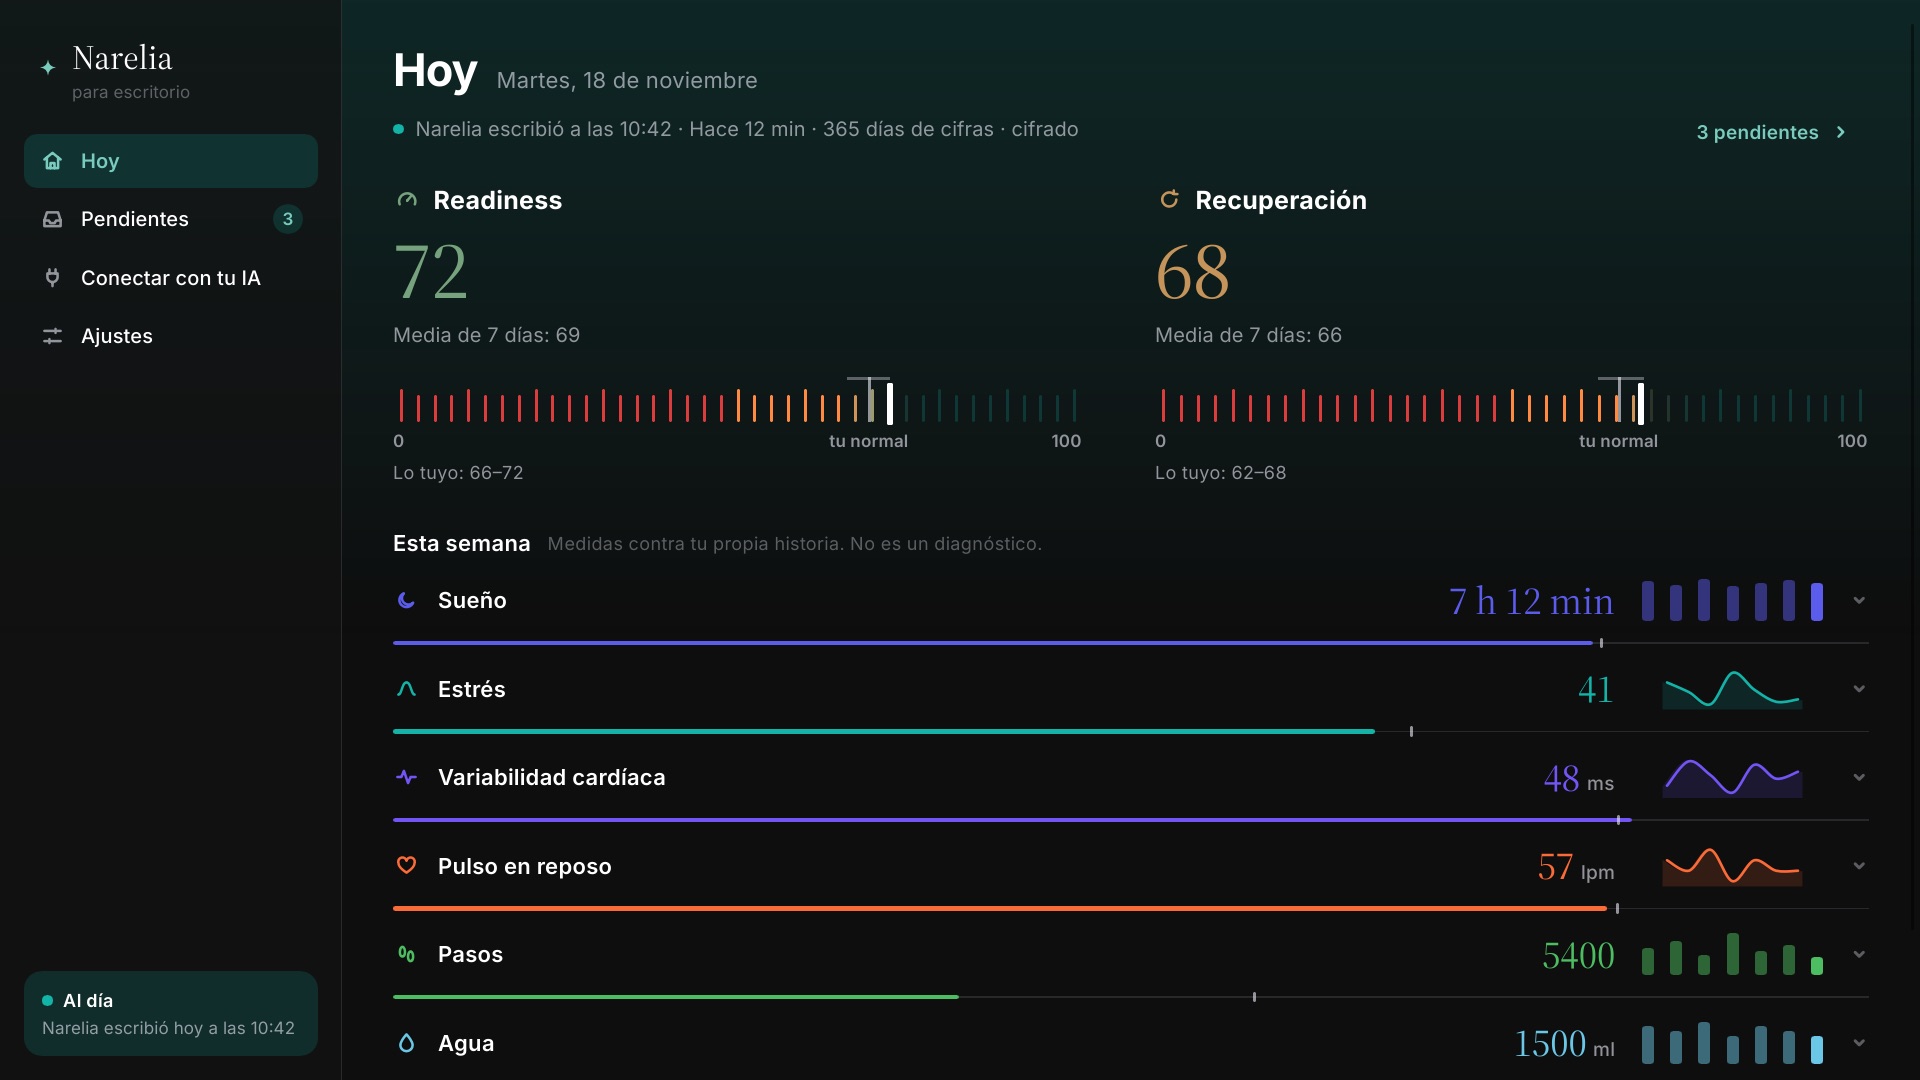 Narelia
para escritorio
Hoy
Pendientes 3
Conectar con tu IA
Ajustes
Al día
Narelia escribió hoy a las 10:42
Hoy Martes, 18 de noviembre
Narelia escribió a las 10:42 · Hace 12 min · 365 días de cifras · cifrado
3 pendientes
Readiness
72
Media de 7 días: 69
0 tu normal 100
Lo tuyo: 66–72
Recuperación
68
Media de 7 días: 66
0 tu normal 100
Lo tuyo: 62–68
Esta semana Medidas contra tu propia historia. No es un diagnóstico.
Sueño 7 h 12 min
Estrés 41
Variabilidad cardíaca 48 ms
Pulso en reposo 57 lpm
Pasos 5400
Agua 1500 ml